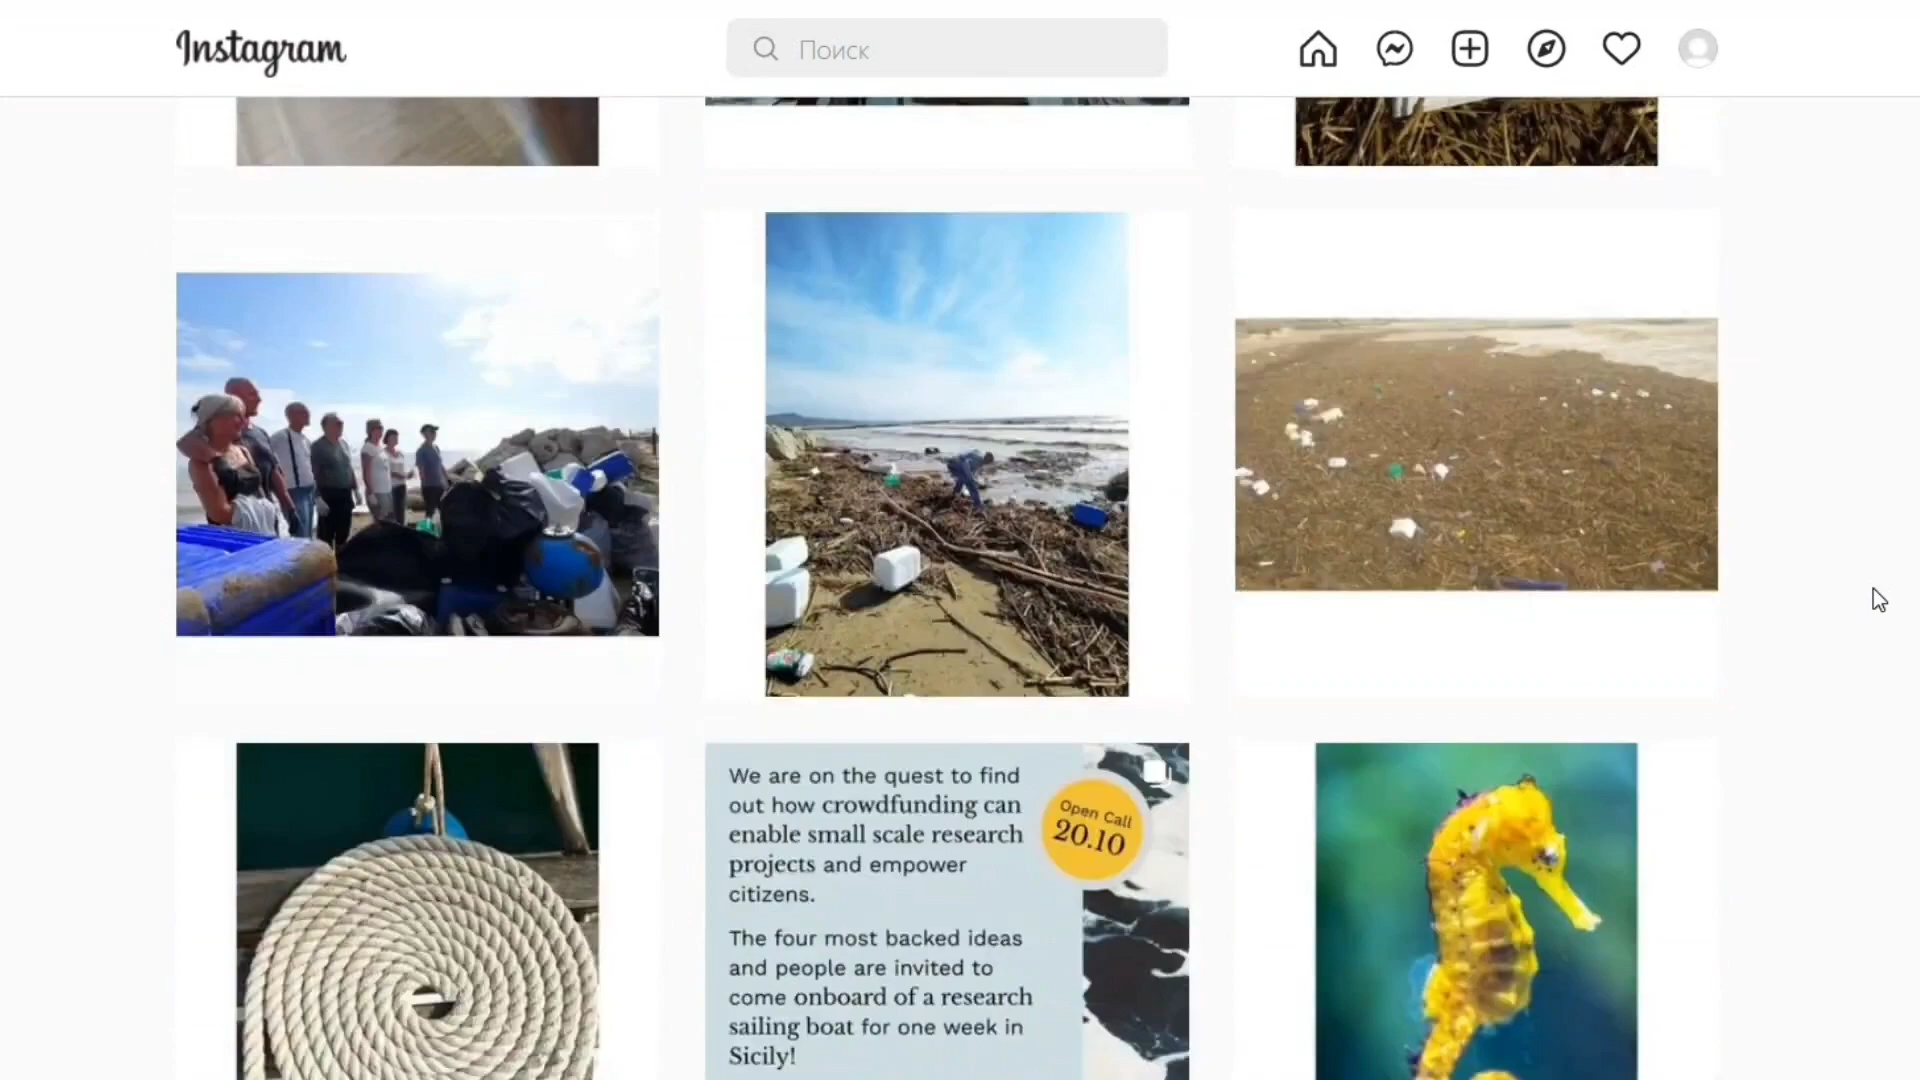 Instagram
Поиск
We are on the quest to find
out how crowdfunding can
enable small scale research
projects and empower
citizens.
Open Call
20.10
The four most backed ideas
and people are invited to
come onboard of a research
sailing boat for one week in
Sicily!